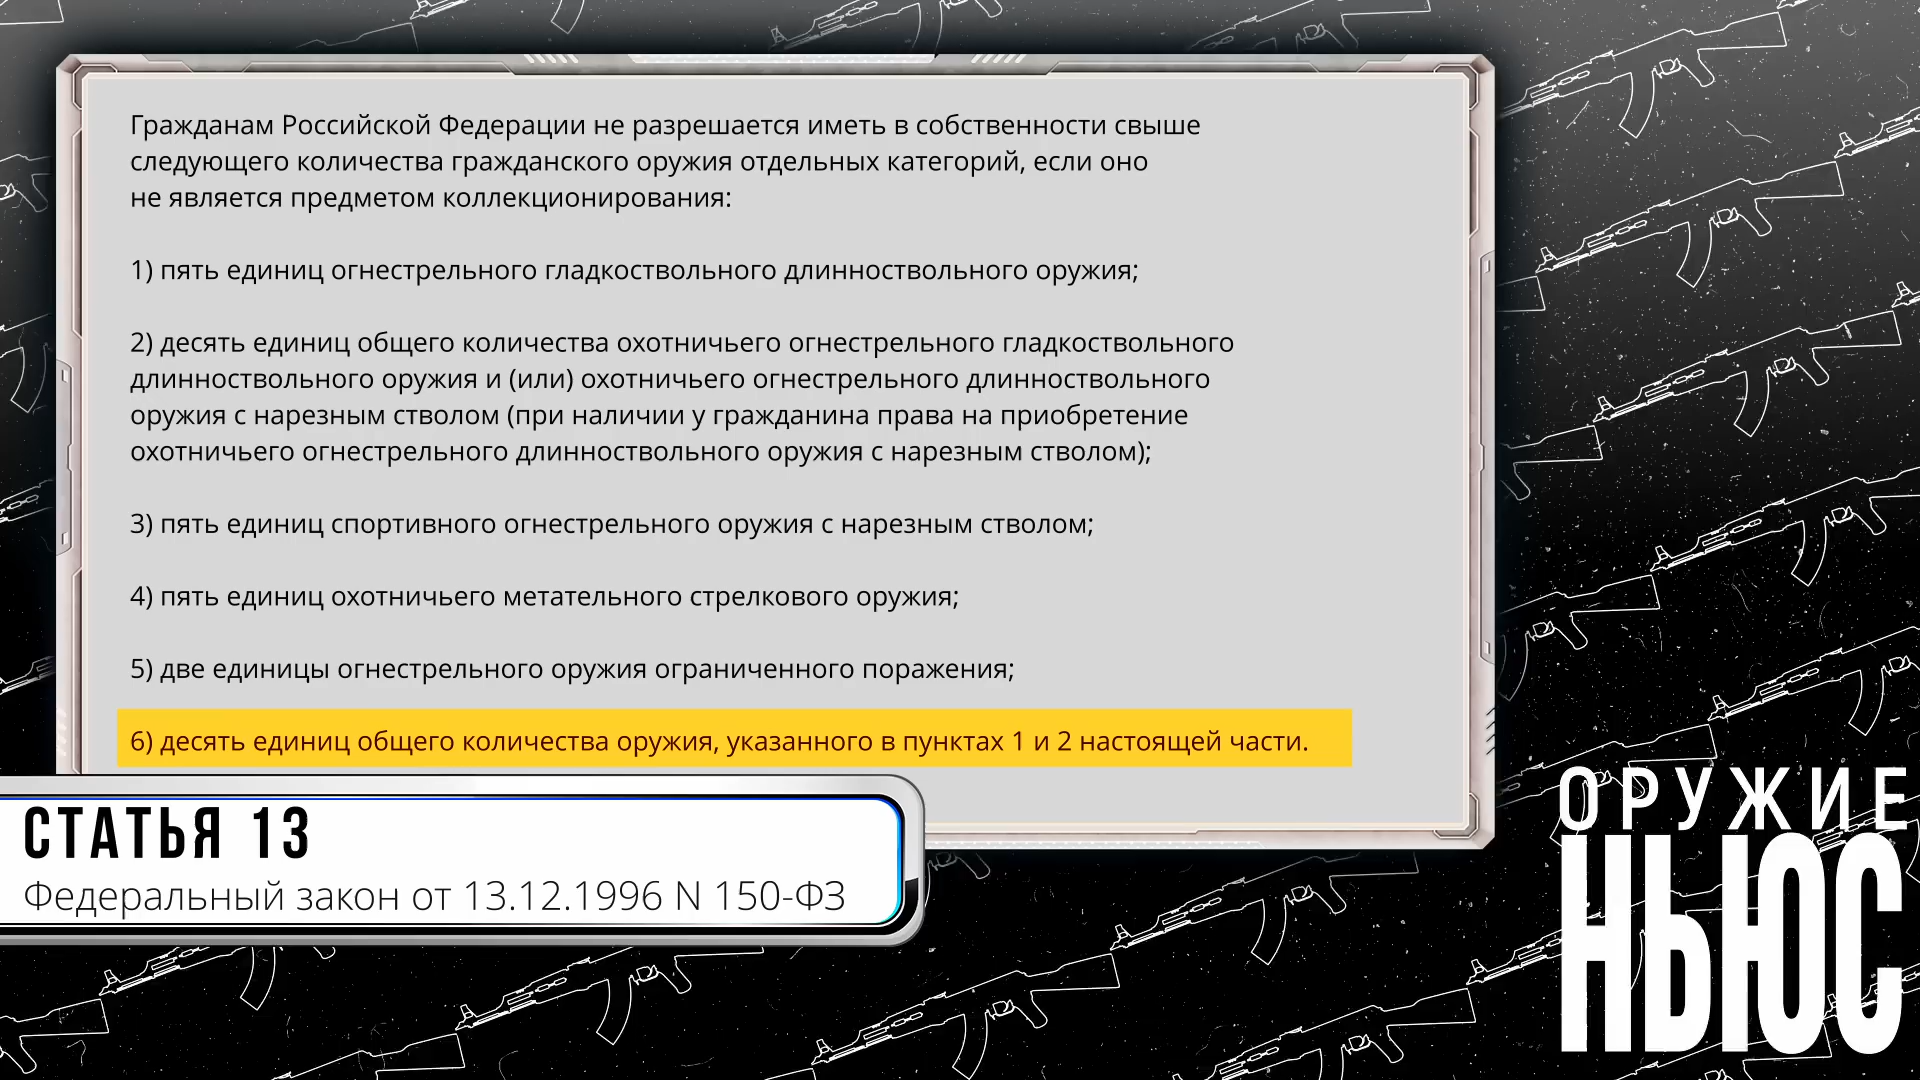 Гражданам Российской Федерации не разрешается иметь в собственности свыше
следующего количества гражданского оружия отдельных категорий, если оно
не является предметом коллекционирования:
1) пять единиц огнестрельного гладкоствольного длинноствольного оружия;
2) десять единиц общего количества охотничьего огнестрельного гладкоствольного
длинноствольного оружия и (или) охотничьего огнестрельного длинноствольного
оружия с нарезным стволом (при наличии у гражданина права на приобретение
охотничьего огнестрельного длинноствольного оружия с нарезным стволом);
3) пять единиц спортивного огнестрельного оружия с нарезным стволом;
4) пять единиц охотничьего метательного стрелкового оружия;
5) две единицы огнестрельного оружия ограниченного поражения;
6) десять единиц общего количества оружия, указанного в пунктах 1 и 2 настоящей части.
СТАТЬЯ 13
Федеральный закон от 13.12.1996 N 150-ФЗ
ОРУЖИЕ
НЬЮС